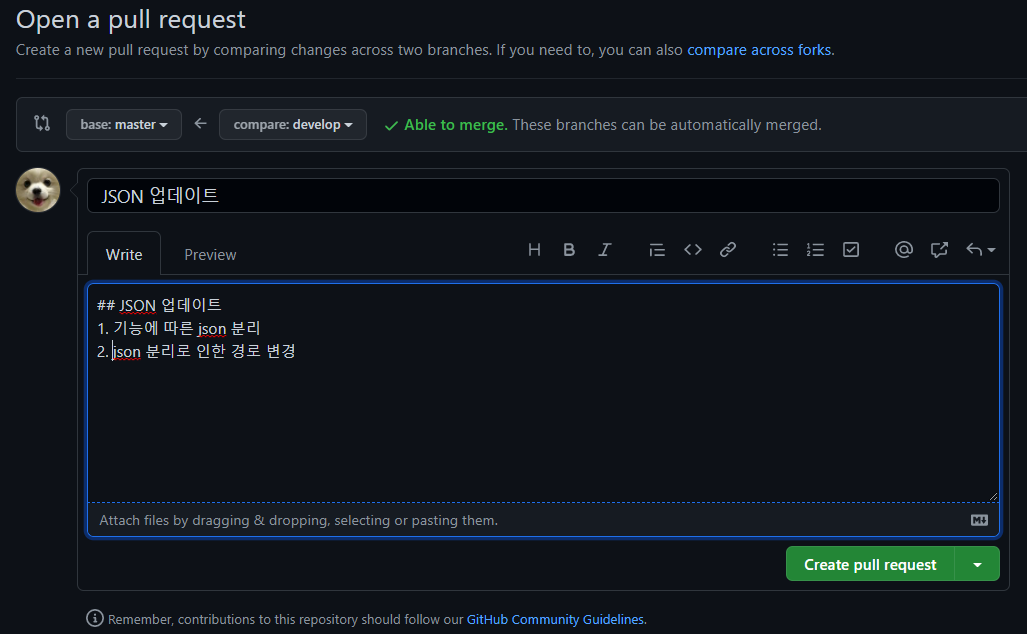 Open a pull request
Create a new pull request by comparing changes across two branches. If you need to, you can also compare across forks.
base: master compare: develop Able to merge. These branches can be automatically merged.
JSON 업데이트
Write Preview
## JSON 업데이트
1. 기능에 따른 json 분리
2. json 분리로 인한 경로 변경
Attach files by dragging & dropping, selecting or pasting them.
Create pull request
Remember, contributions to this repository should follow our GitHub Community Guidelines.